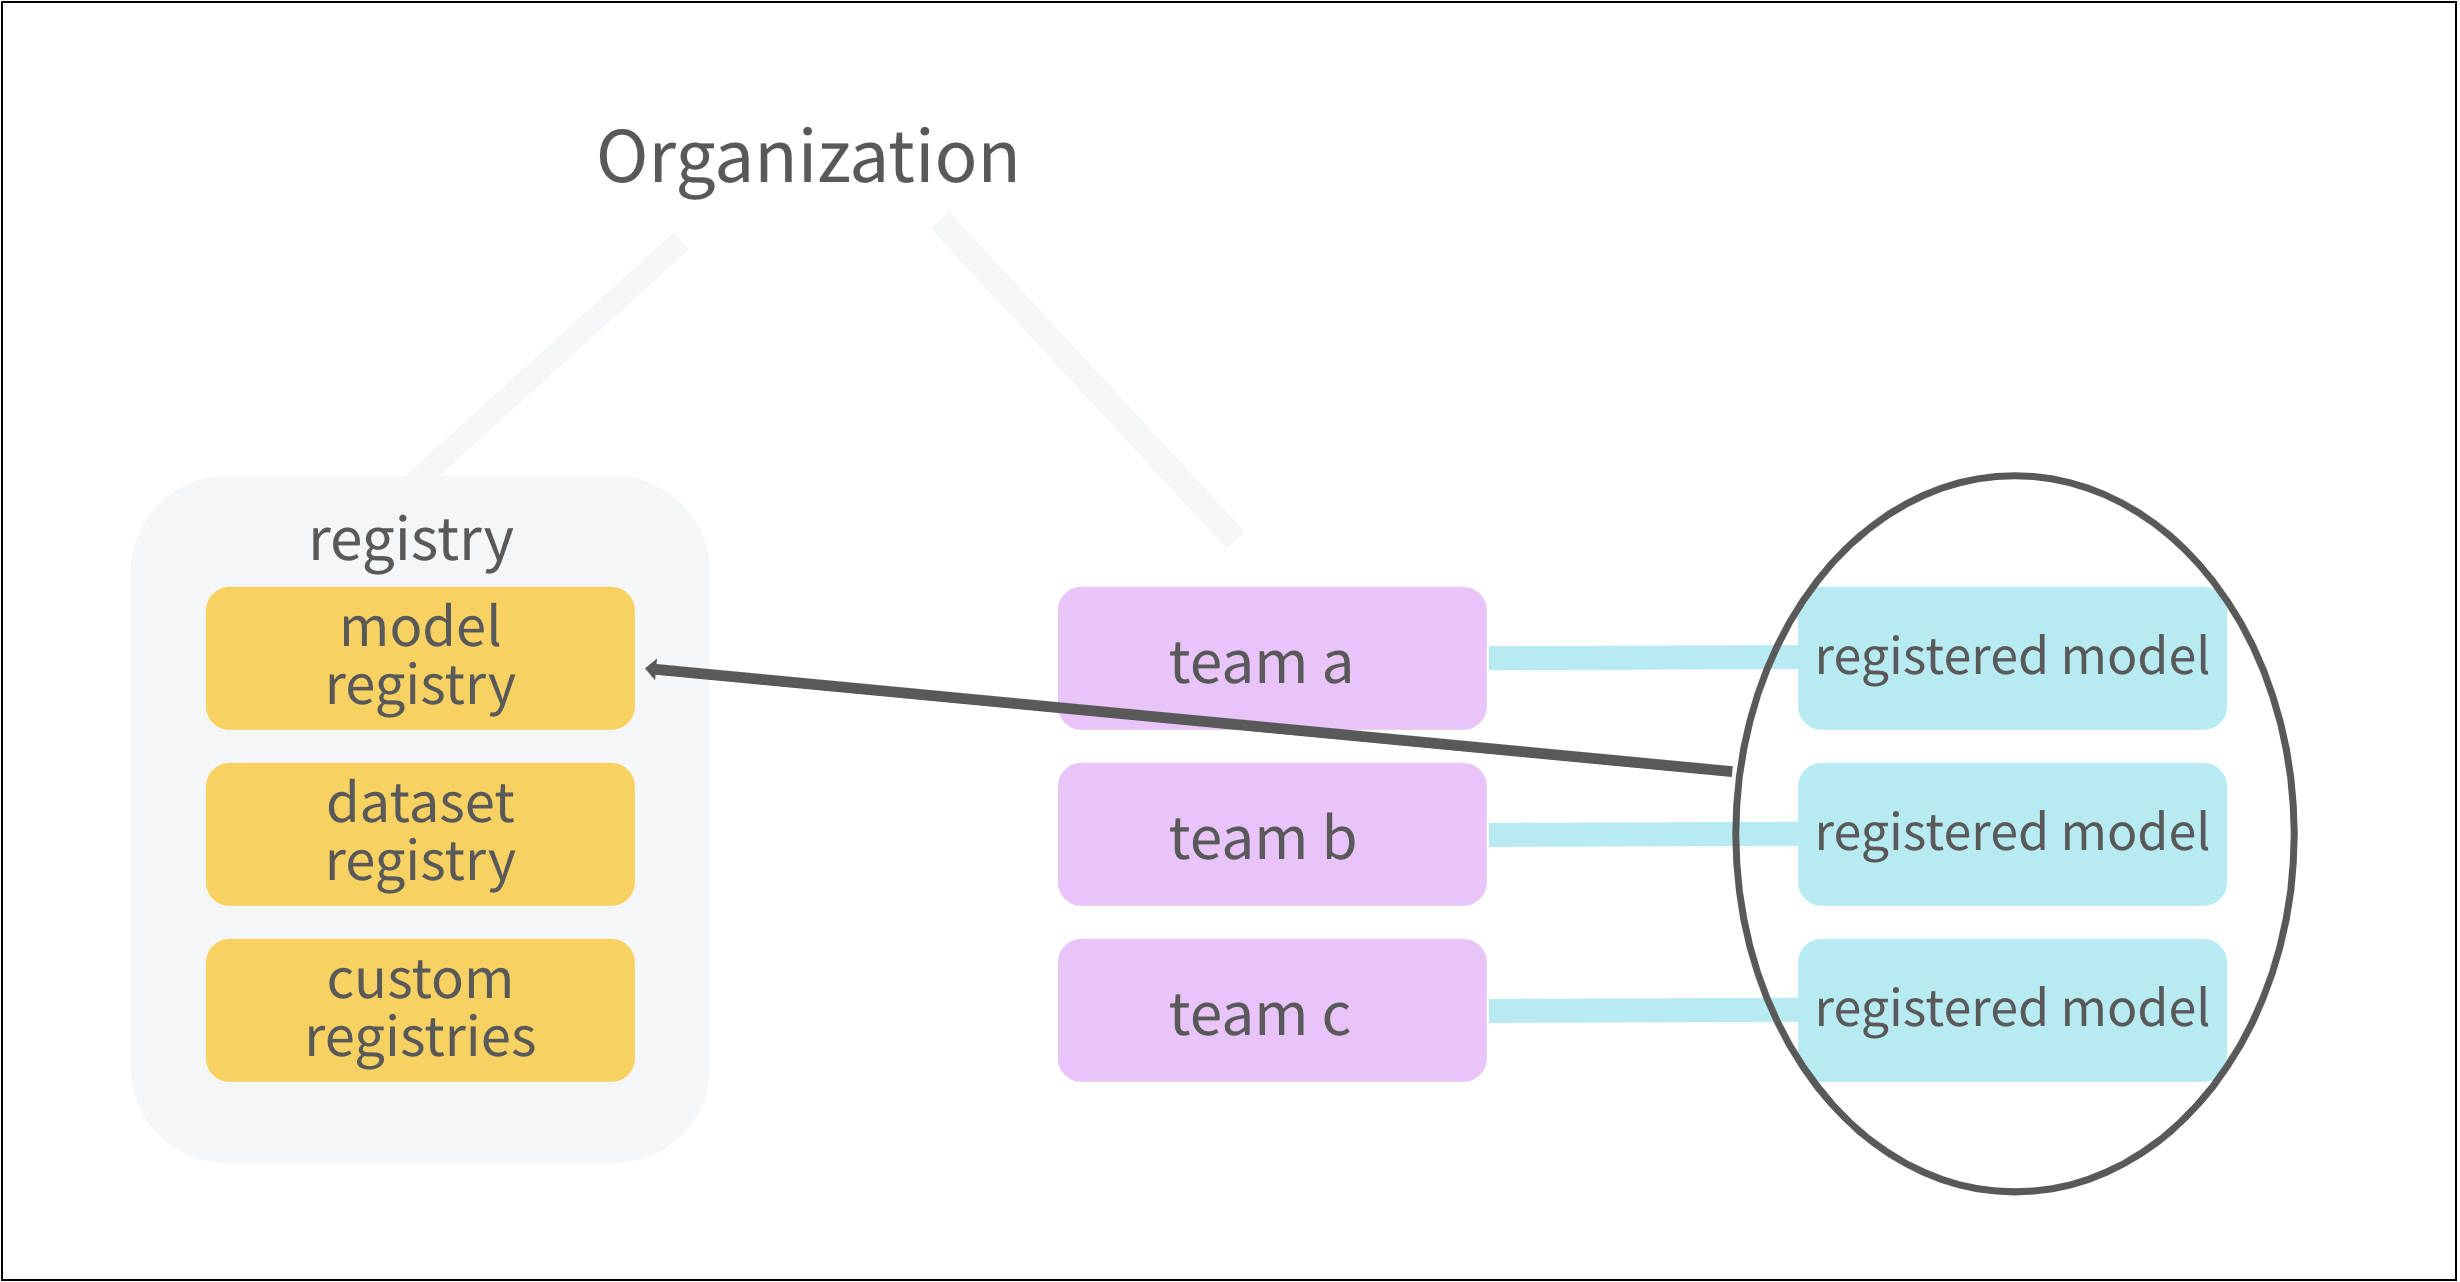 Organization
registry
model
registry
dataset
registry
custom
registries
team a
team b
team c
registered model
registered model
registered model